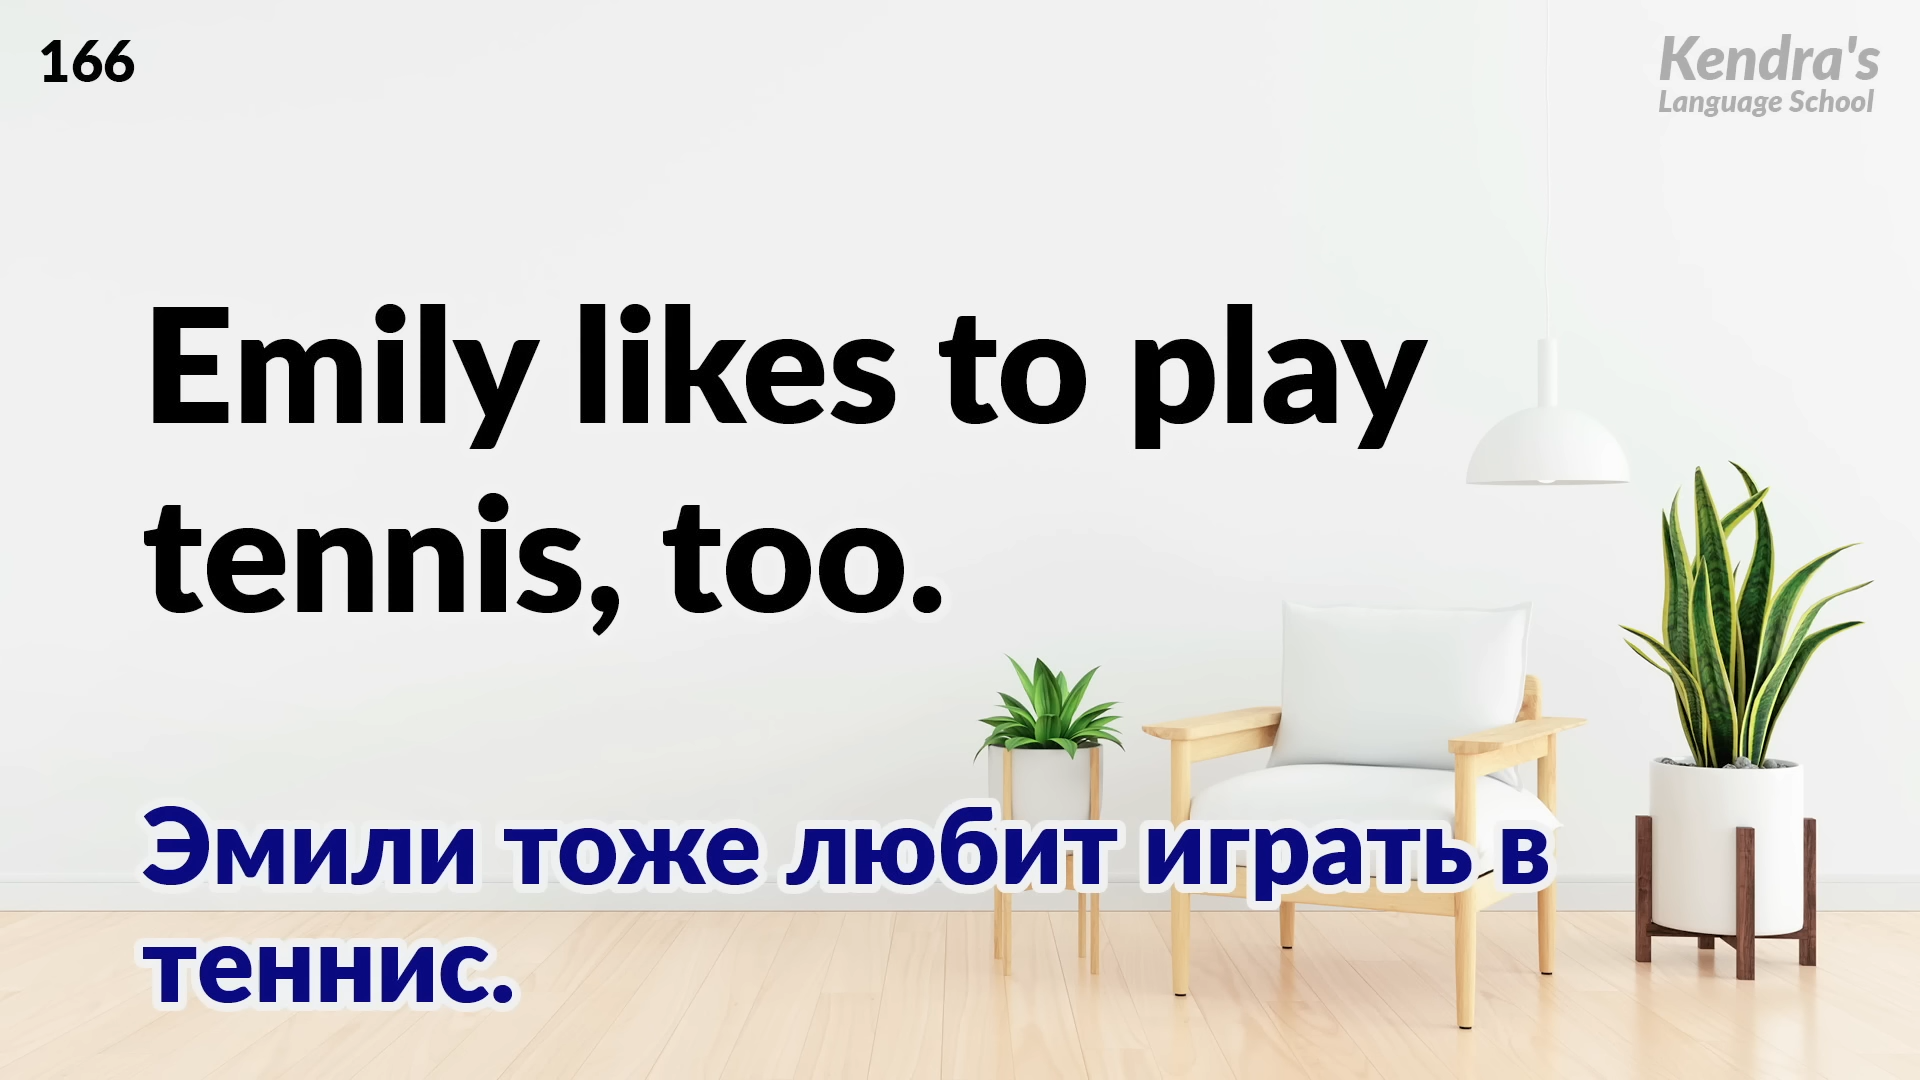 166
Kendra's
Language School
Emily likes to play
tennis, too.
Эмили тоже любит играть в
теннис.